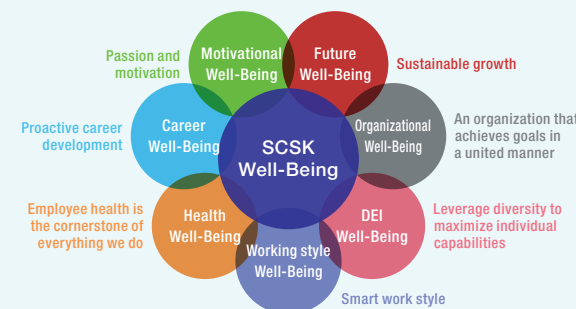 Passion and
motivation
Motivational
Well-Being
Future
Well-Being
Sustainable growth
Proactive career
development
Career
Well-Being
SCSK
Well-Being
Organizational
Well-Being
An organization that
achieves goals in
a united manner
Employee health is
the cornerstone of
everything we do
Health
Well-Being
Working style
Well-Being
DEI
Well-Being
Leverage diversity to
maximize individual
capabilities
Smart work style